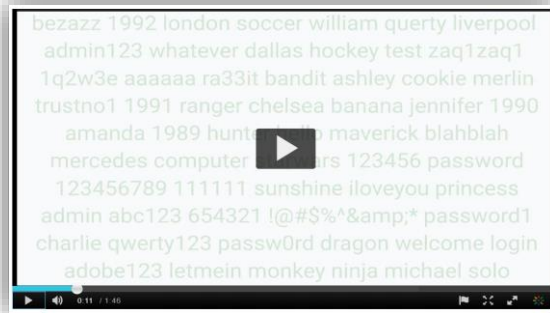 bezazz 1992 london soccer william querty liverpool
admin123 whatever dallas hockey test zaq1zaq1
1q2w3e aaaaaa ra33it bandit ashley cookie merlin
trustno1 1991 ranger chelsea banana jennifer 1990
amanda 1989 hunter maverick blahblah
mercedes computer 123456 password
123456789 111111 sunshine iloveyou princess
admin abc123 654321 !@#$%^&amp;* password1
charlie qwerty123 passw0rd dragon welcome login
adobe123 letmein monkey ninja michael solo
0:11 / 1:46